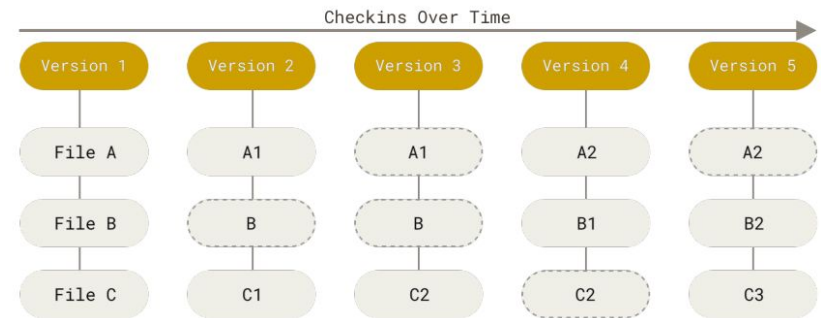 Checkins Over Time
Version 1 Version 2 Version 3 Version 4 Version 5
File A A1 A1 A2 A2
File B B B B1 B2
File C C1 C2 C2 C3